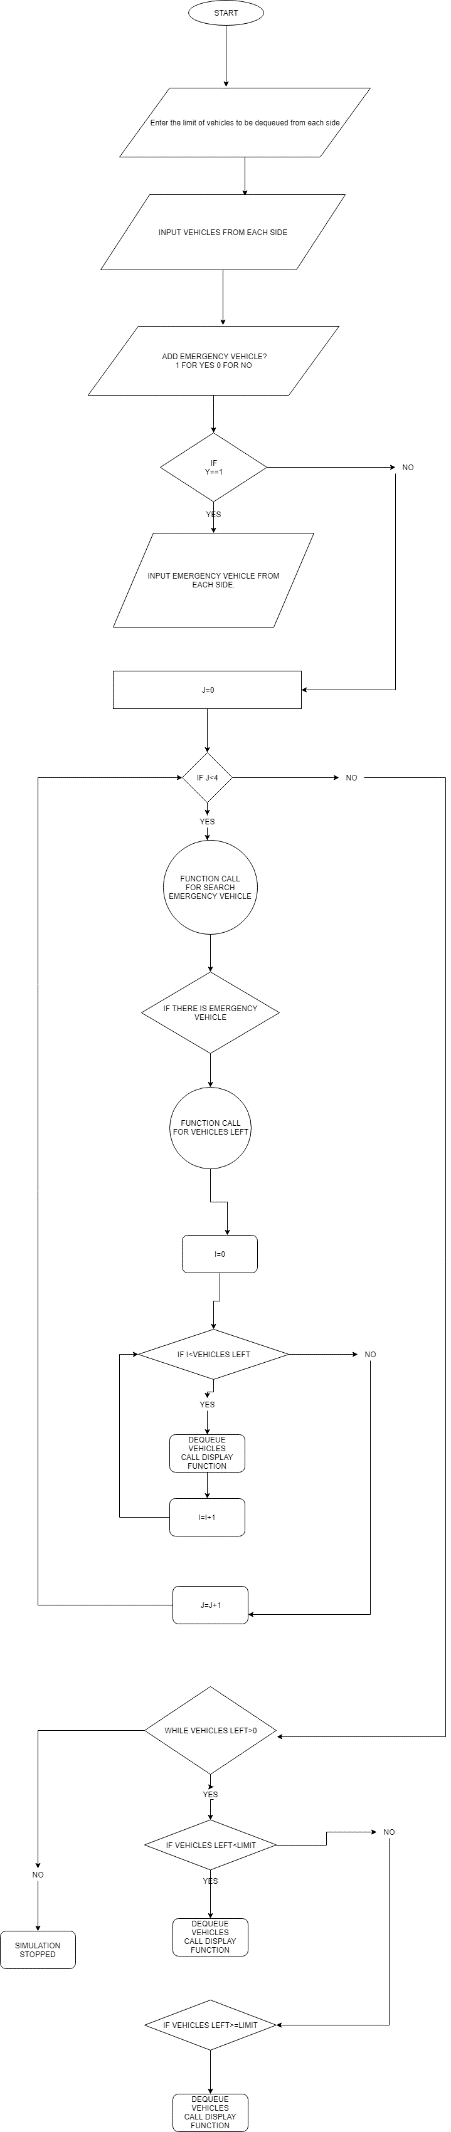 START
Enter the limit of vehicles to be dequeued from each side
INPUT VEHICLES FROM EACH SIDE
ADD EMERGENCY VEHICLE?
1 FOR YES 0 FOR NO
IF
Y==1
NO
YES
INPUT EMERGENCY VEHICLE FROM
EACH SIDE.
J=0
IF J<4
NO
YES
FUNCTION CALL
FOR SEARCH
EMERGENCY VEHICLE
IF THERE IS EMERGENCY
VEHICLE
FUNCTION CALL
FOR VEHICLES LEFT
I=0
IF I<VEHICLES LEFT
NO
YES
DEQUEUE
VEHICLES
CALL DISPLAY
FUNCTION
I=I+1
J=J+1
WHILE VEHICLES LEFT>0
YES
NO
IF VEHICLES LEFT<LIMIT
NO
YES
SIMULATION
STOPPED
DEQUEUE
VEHICLES
CALL DISPLAY
FUNCTION
IF VEHICLES LEFT>=LIMIT
DEQUEUE
VEHICLES
CALL DISPLAY
FUNCTION